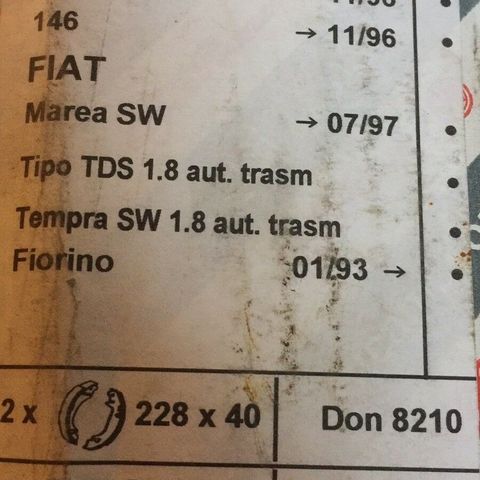 146 → 11/96
FIAT
Marea SW → 07/97
Tipo TDS 1.8 aut. trasm
Tempra SW 1.8 aut. trasm
Fiorino 01/93 →
2 x 228 x 40 Don 8210